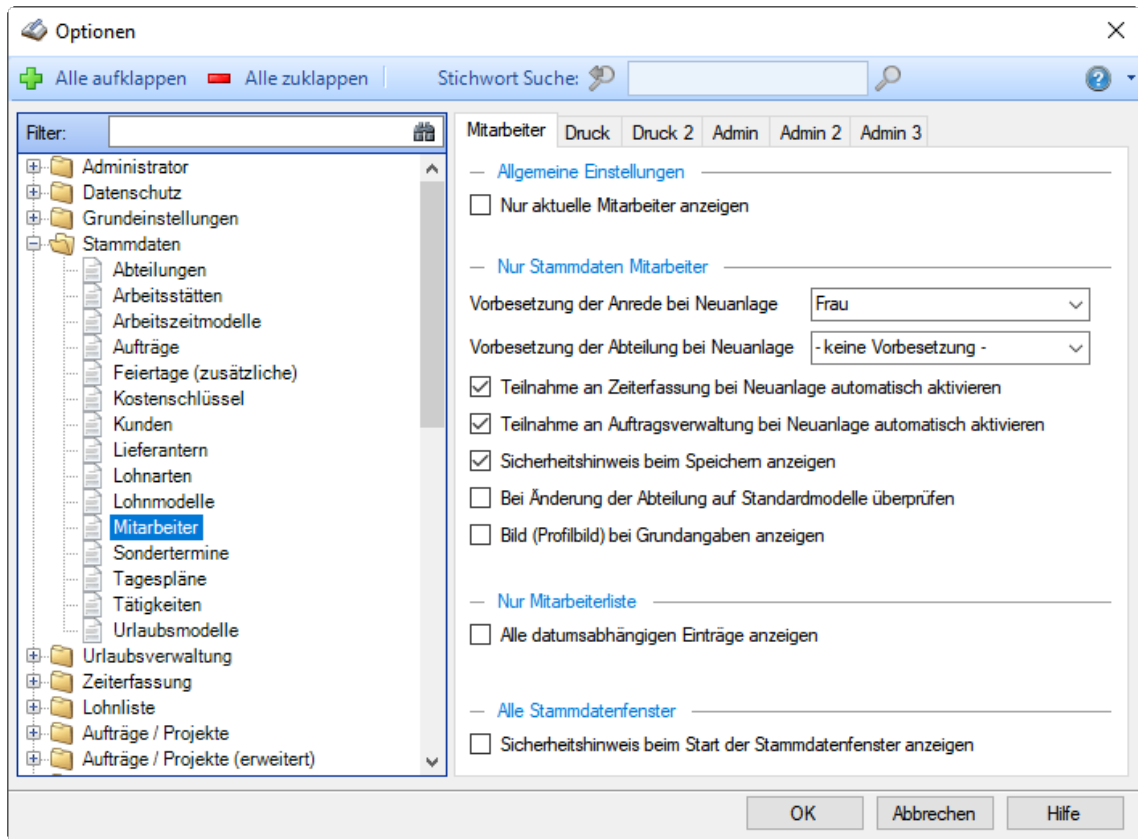 Optionen
Alle aufklappen Alle zuklappen Stichwort Suche:
Filter:
Administrator
Datenschutz
Grundeinstellungen
Stammdaten
Abteilungen
Arbeitsstätten
Arbeitszeitmodelle
Aufträge
Feiertage (zusätzliche)
Kostenschlüssel
Kunden
Lieferantern
Lohnarten
Lohnmodelle
Mitarbeiter
Sondertermine
Tagespläne
Tätigkeiten
Urlaubsmodelle
Urlaubsverwaltung
Zeiterfassung
Lohnliste
Aufträge / Projekte
Aufträge / Projekte (erweitert)
Mitarbeiter Druck Druck 2 Admin Admin 2 Admin 3
Allgemeine Einstellungen
Nur aktuelle Mitarbeiter anzeigen
Nur Stammdaten Mitarbeiter
Vorbesetzung der Anrede bei Neuanlage Frau
Vorbesetzung der Abteilung bei Neuanlage - keine Vorbesetzung -
Teilnahme an Zeiterfassung bei Neuanlage automatisch aktivieren
Teilnahme an Auftragsverwaltung bei Neuanlage automatisch aktivieren
Sicherheitshinweis beim Speichern anzeigen
Bei Änderung der Abteilung auf Standardmodelle überprüfen
Bild (Profilbild) bei Grundangaben anzeigen
Nur Mitarbeiterliste
Alle datumsabhängigen Einträge anzeigen
Alle Stammdatenfenster
Sicherheitshinweis beim Start der Stammdatenfenster anzeigen
OK Abbrechen Hilfe